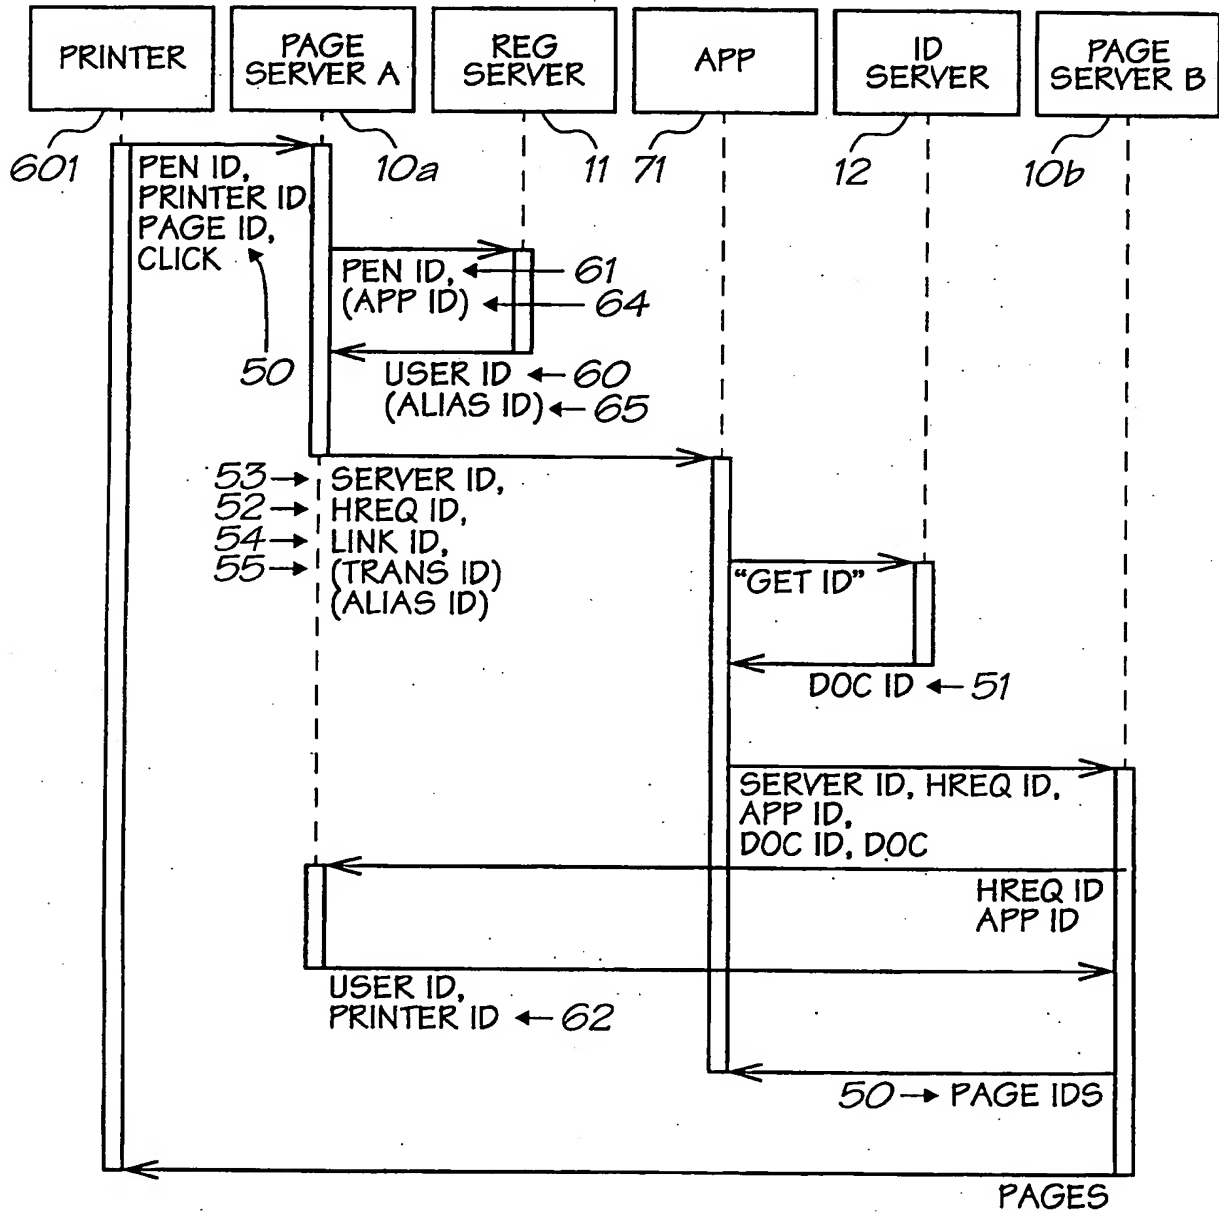 PRINTER
PAGE
SERVER A
REG
SERVER
APP
ID
SERVER
PAGE
SERVER B
601
10a
11
71
12
10b
PEN ID,
PRINTER ID,
PAGE ID,
CLICK
50
PEN ID,
61
(APP ID)
64
USER ID
60
(ALIAS ID)
65
53
SERVER ID,
52
HREQ ID,
54
LINK ID,
55
(TRANS ID)
(ALIAS ID)
“GET ID”
DOC ID
51
SERVER ID, HREQ ID,
APP ID,
DOC ID, DOC
HREQ ID
APP ID
USER ID,
PRINTER ID
62
50
PAGE IDS
PAGES